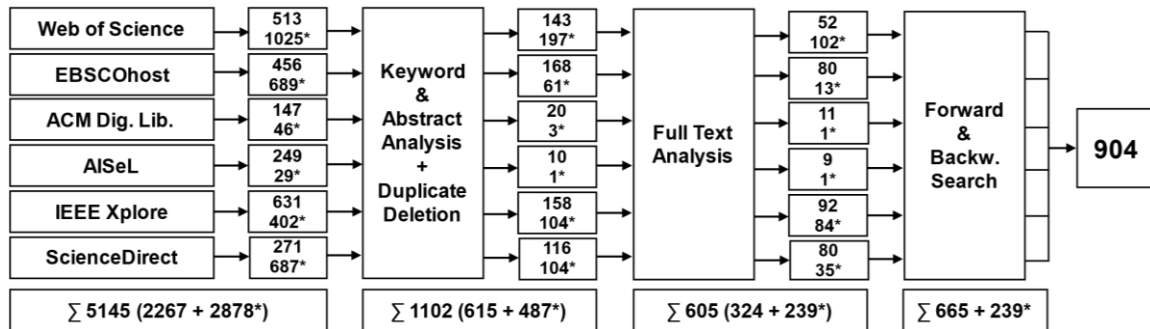 Web of Science
513
1025*
EBSCOhost
456
689*
ACM Dig. Lib.
147
46*
AISeL
249
29*
IEEE Xplore
631
402*
ScienceDirect
271
687*
Keyword
&
Abstract
Analysis
+
Duplicate
Deletion
143
197*
168
61*
20
3*
10
1*
158
104*
116
104*
Full Text
Analysis
52
102*
80
13*
11
1*
9
1*
92
84*
80
35*
Forward
&
Backw.
Search
904
∑ 5145 (2267 + 2878*)
∑ 1102 (615 + 487*)
∑ 605 (324 + 239*)
∑ 665 + 239*